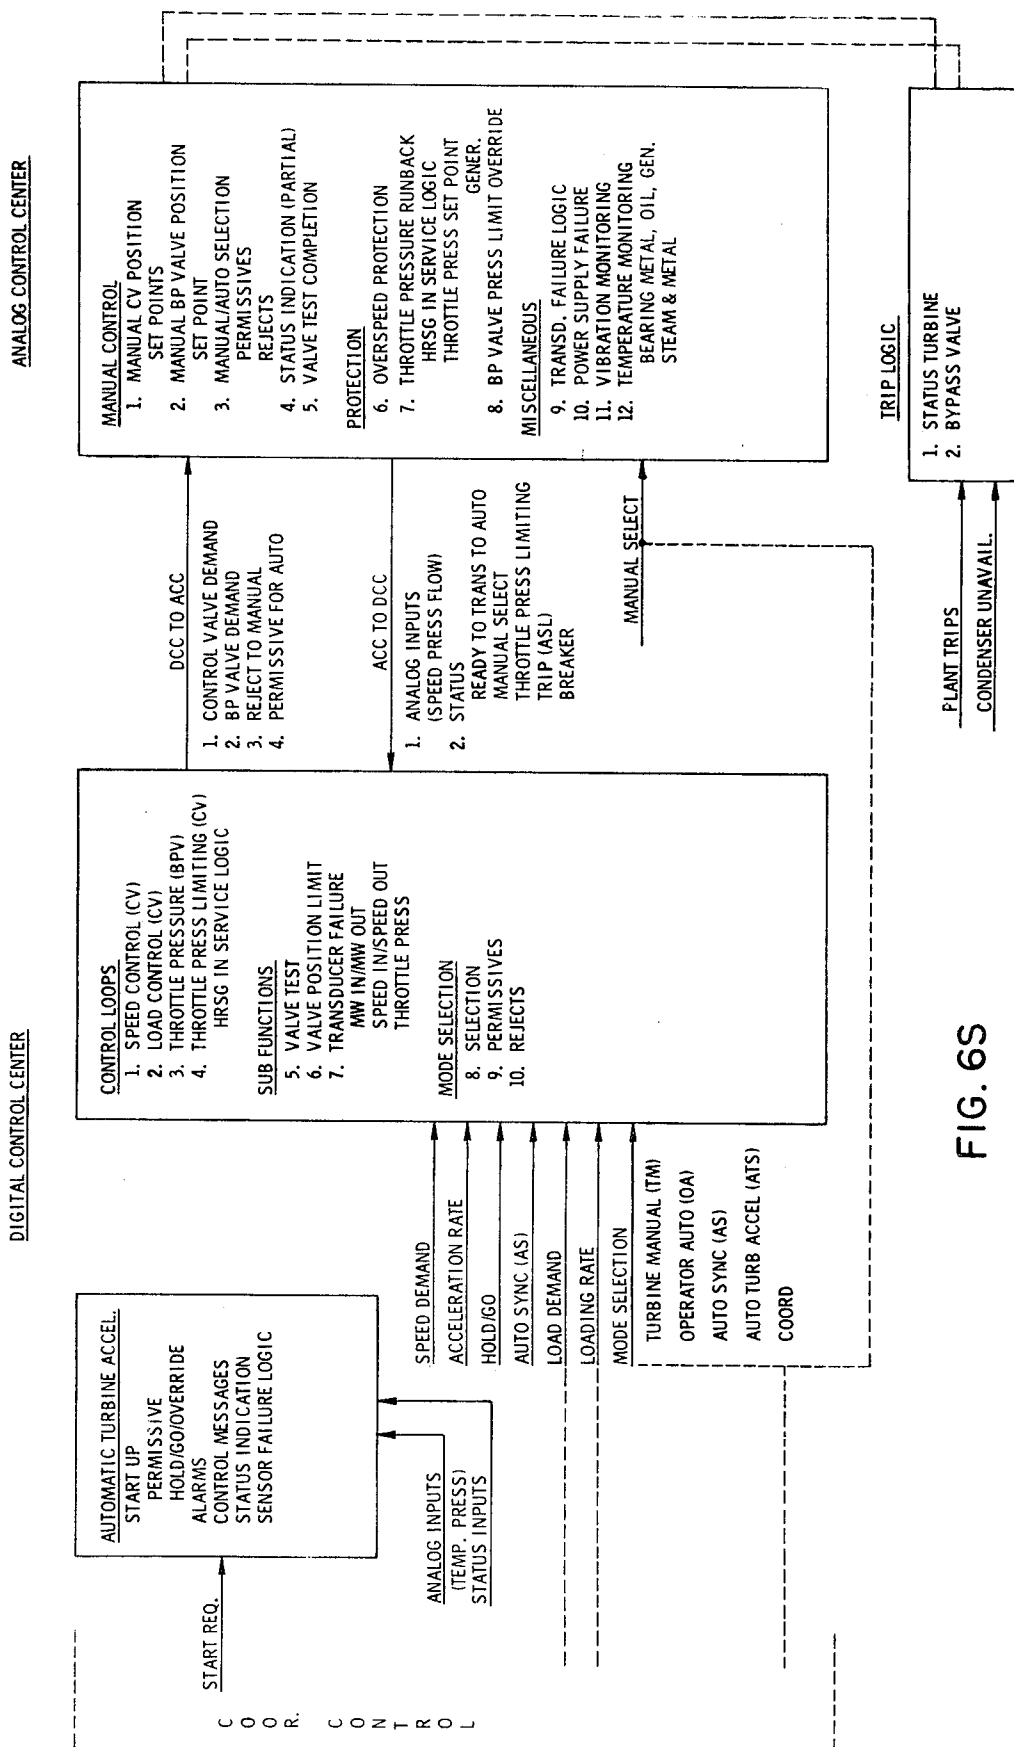 DIGITAL CONTROL CENTER
ANALOG CONTROL CENTER
COOR. CONTROL
START REQ.
AUTOMATIC TURBINE ACCEL.
START UP
PERMISSIVE
HOLD/GO/OVERRIDE
ALARMS
CONTROL MESSAGES
STATUS INDICATION
SENSOR FAILURE LOGIC
ANALOG INPUTS
(TEMP. PRESS)
STATUS INPUTS
SPEED DEMAND
ACCELERATION RATE
HOLD/GO
AUTO SYNC (AS)
LOAD DEMAND
LOADING RATE
MODE SELECTION
TURBINE MANUAL (TM)
OPERATOR AUTO (OA)
AUTO SYNC (AS)
AUTO TURB ACCEL (ATS)
COORD
CONTROL LOOPS
1. SPEED CONTROL (CV)
2. LOAD CONTROL (CV)
3. THROTTLE PRESSURE (BPV)
4. THROTTLE PRESS LIMITING (CV)
HRSG IN SERVICE LOGIC
SUB FUNCTIONS
5. VALVE TEST
6. VALVE POSITION LIMIT
7. TRANSDUCER FAILURE
MW IN/MW OUT
SPEED IN/SPEED OUT
THROTTLE PRESS
MODE SELECTION
8. SELECTION
9. PERMISSIVES
10. REJECTS
DCC TO ACC
1. CONTROL VALVE DEMAND
2. BP VALVE DEMAND
3. REJECT TO MANUAL
4. PERMISSIVE FOR AUTO
ACC TO DCC
1. ANALOG INPUTS
(SPEED PRESS FLOW)
2. STATUS
READY TO TRANS TO AUTO
MANUAL SELECT
THROTTLE PRESS LIMITING
TRIP (ASL)
BREAKER
MANUAL SELECT
MANUAL CONTROL
1. MANUAL CV POSITION
SET POINTS
2. MANUAL BP VALVE POSITION
SET POINT
3. MANUAL/AUTO SELECTION
PERMISSIVES
REJECTS
4. STATUS INDICATION (PARTIAL)
5. VALVE TEST COMPLETION
PROTECTION
6. OVERSPEED PROTECTION
7. THROTTLE PRESSURE RUNBACK
HRSG IN SERVICE LOGIC
THROTTLE PRESS SET POINT
GENER.
8. BP VALVE PRESS LIMIT OVERRIDE
MISCELLANEOUS
9. TRANSD. FAILURE LOGIC
10. POWER SUPPLY FAILURE
11. VIBRATION MONITORING
12. TEMPERATURE MONITORING
BEARING METAL, OIL, GEN.
STEAM & METAL
PLANT TRIPS
CONDENSER UNAVAIL.
TRIP LOGIC
1. STATUS TURBINE
2. BYPASS VALVE
FIG. 6S